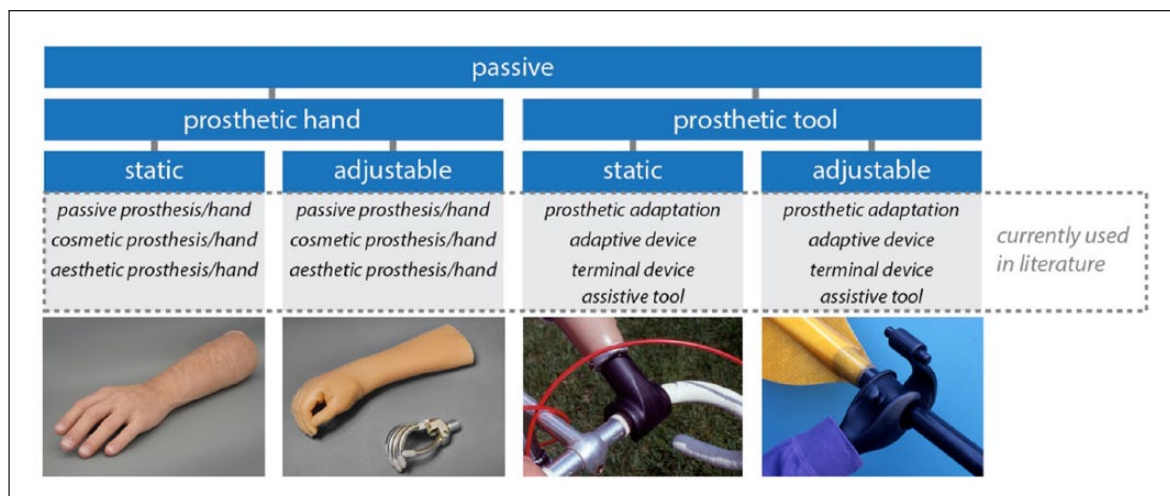 passive
prosthetic hand
prosthetic tool
static
adjustable
static
adjustable
passive prosthesis/hand
cosmetic prosthesis/hand
aesthetic prosthesis/hand
passive prosthesis/hand
cosmetic prosthesis/hand
aesthetic prosthesis/hand
prosthetic adaptation
adaptive device
terminal device
assistive tool
prosthetic adaptation
adaptive device
terminal device
assistive tool
currently used
in literature